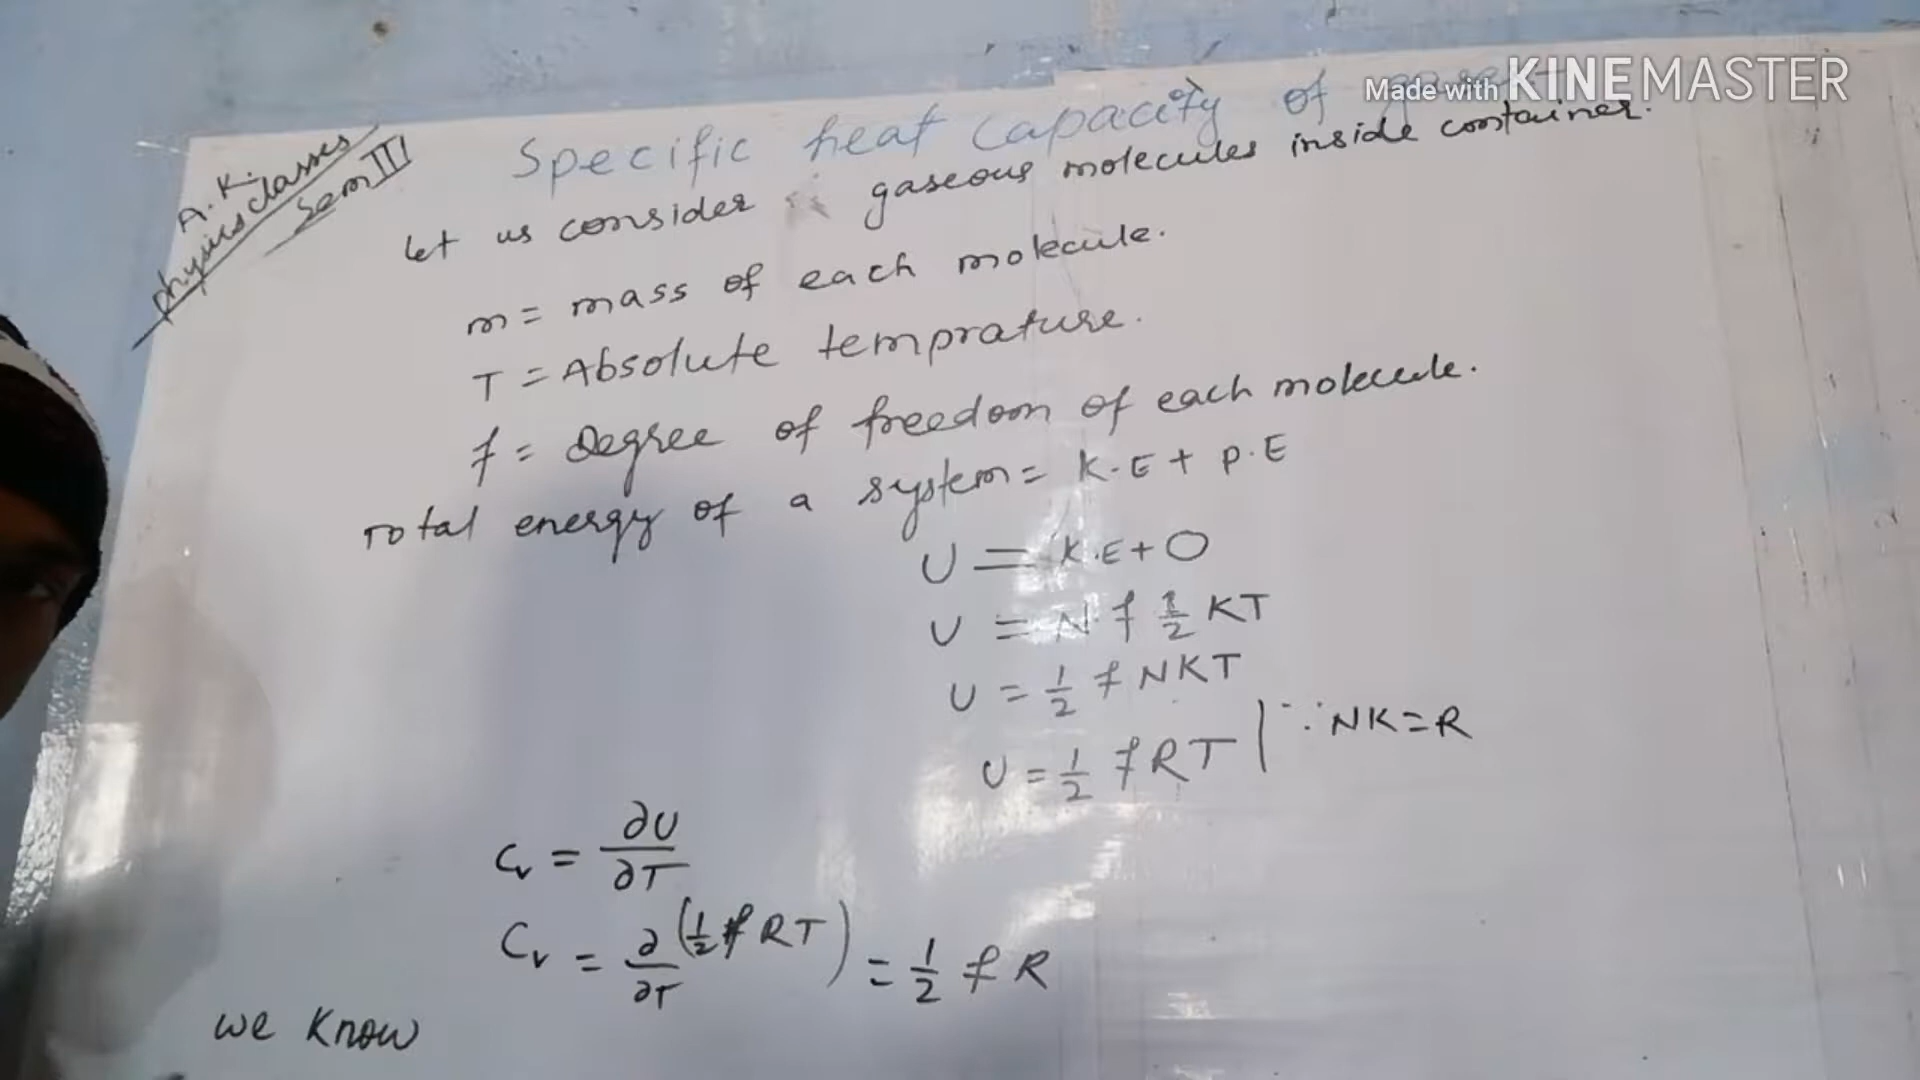 Made with KINEMASTER
A.K.
physics classes
Sem III
Specific heat capacity of gases
Let us consider gaseous molecules inside container.
m = mass of each molecule.
T = Absolute temprature.
f = Degree of freedom of each molecule.
Total energy of a system = K.E + P.E
U = K.E + O
U = N f 1/2 KT
U = 1/2 f NKT
U = 1/2 f RT | ∵ NK = R
Cv = ∂U/∂T
Cv = ∂/∂T (1/2 f RT) = 1/2 f R
we know